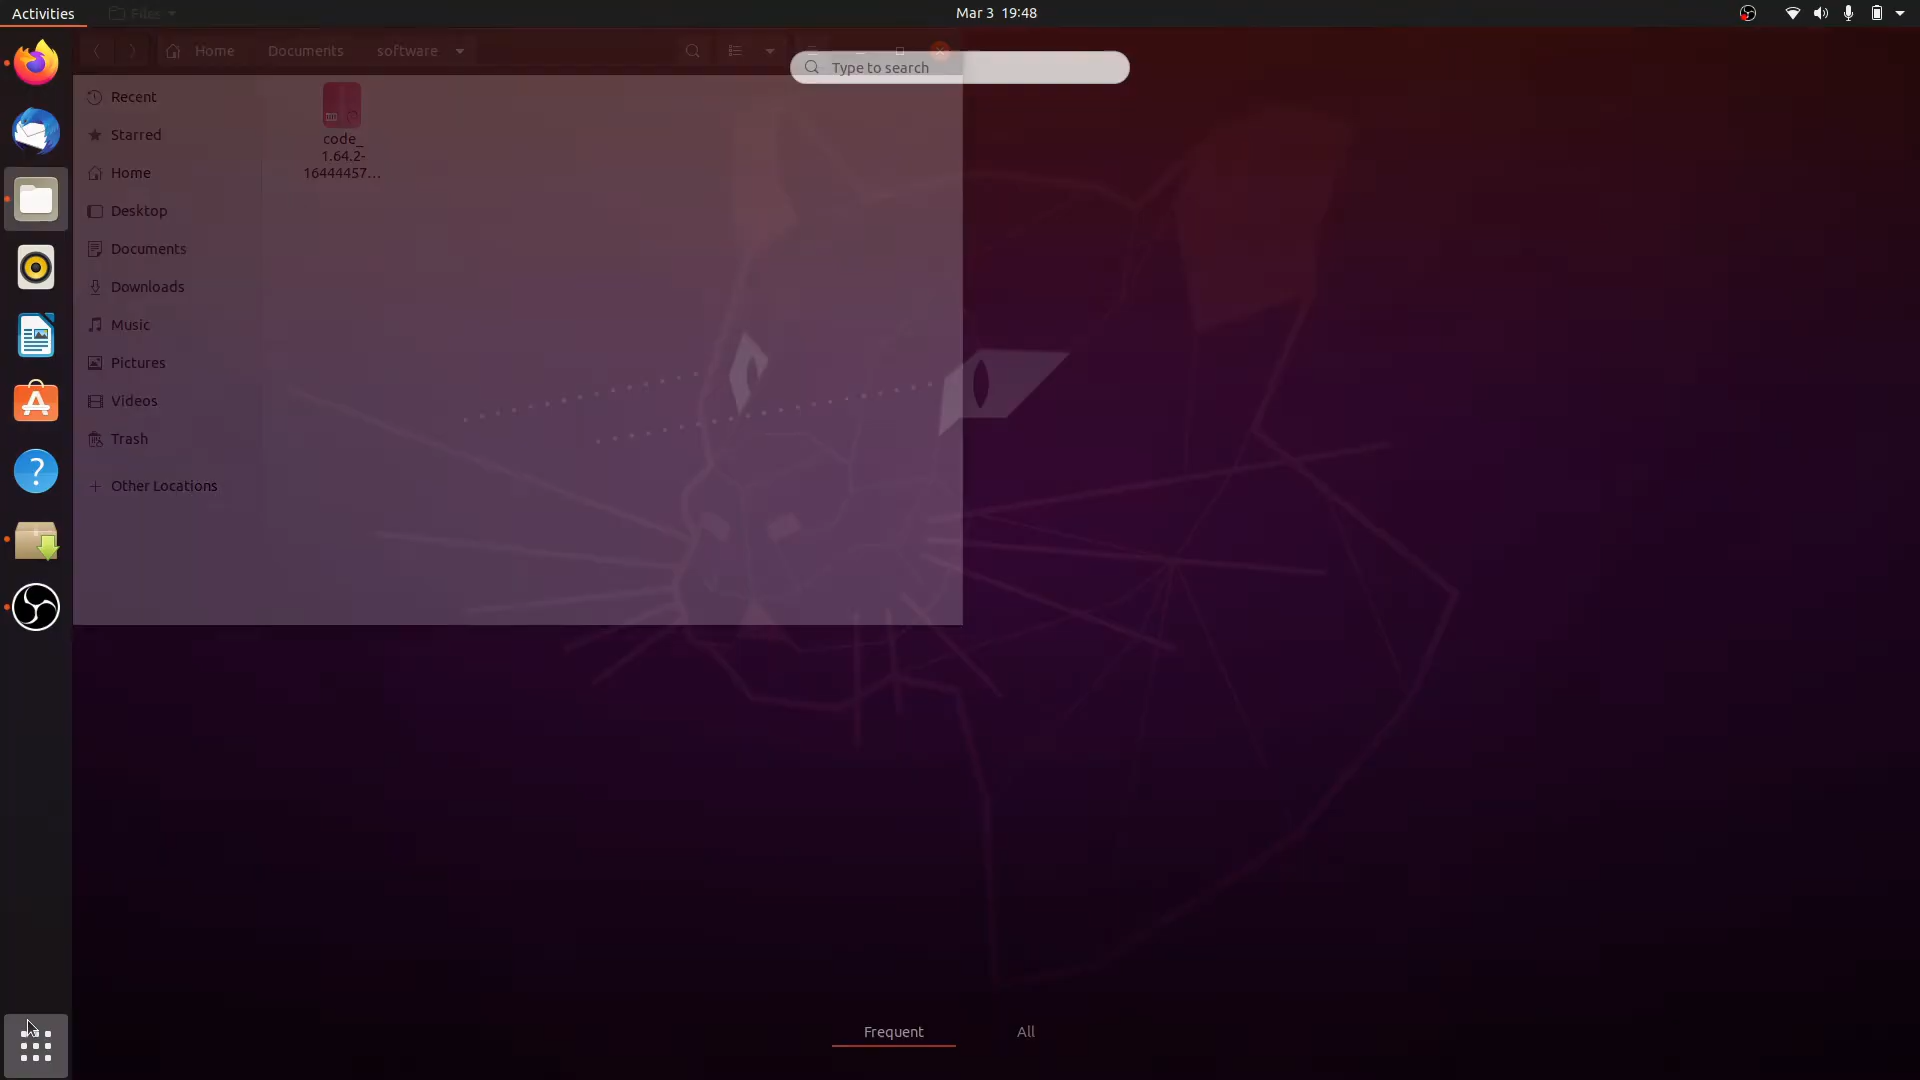 Activities
Files
Mar 3 19:48
Home
Documents
software
Type to search
Recent
Starred
Home
Desktop
Documents
Downloads
Music
Pictures
Videos
Trash
Other Locations
code_
1.64.2-
16444457...
Frequent
All